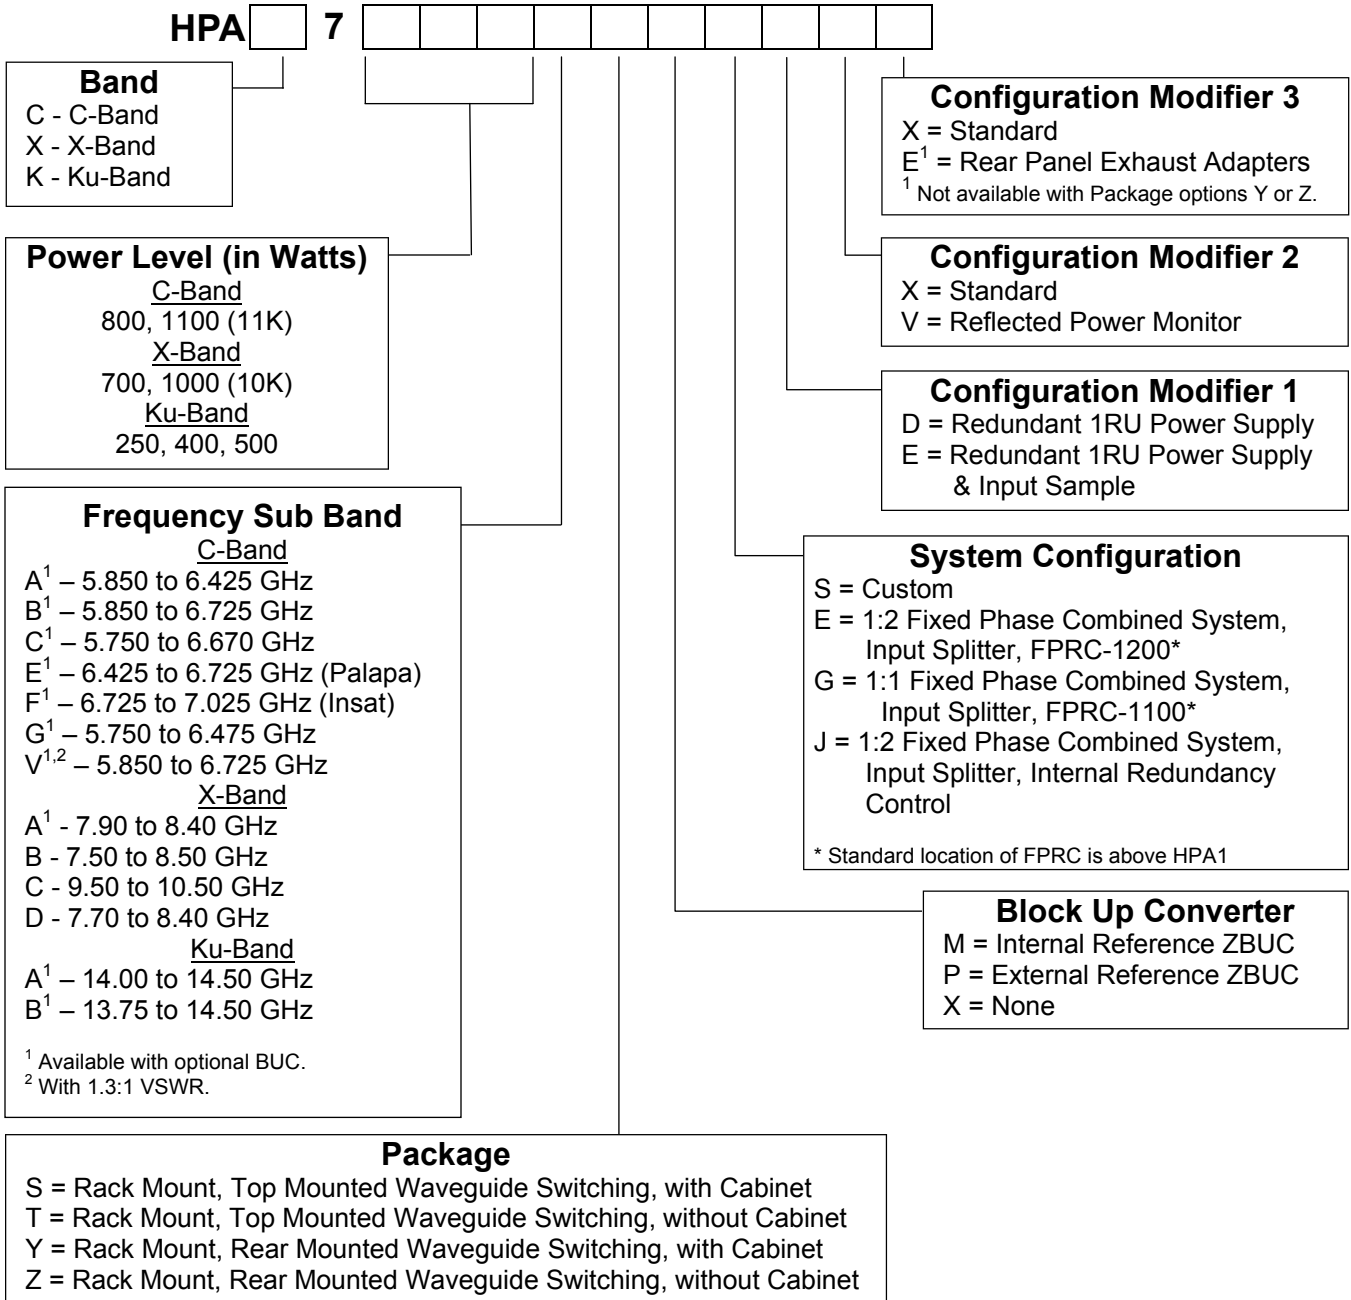 HPA 7
Band
C - C-Band
X - X-Band
K - Ku-Band
Power Level (in Watts)
C-Band
800, 1100 (11K)
X-Band
700, 1000 (10K)
Ku-Band
250, 400, 500
Frequency Sub Band
C-Band
A¹ – 5.850 to 6.425 GHz
B¹ – 5.850 to 6.725 GHz
C¹ – 5.750 to 6.670 GHz
E¹ – 6.425 to 6.725 GHz (Palapa)
F¹ – 6.725 to 7.025 GHz (Insat)
G¹ – 5.750 to 6.475 GHz
V¹,² – 5.850 to 6.725 GHz
X-Band
A¹ - 7.90 to 8.40 GHz
B - 7.50 to 8.50 GHz
C - 9.50 to 10.50 GHz
D - 7.70 to 8.40 GHz
Ku-Band
A¹ – 14.00 to 14.50 GHz
B¹ – 13.75 to 14.50 GHz
¹ Available with optional BUC.
² With 1.3:1 VSWR.
Package
S = Rack Mount, Top Mounted Waveguide Switching, with Cabinet
T = Rack Mount, Top Mounted Waveguide Switching, without Cabinet
Y = Rack Mount, Rear Mounted Waveguide Switching, with Cabinet
Z = Rack Mount, Rear Mounted Waveguide Switching, without Cabinet
Configuration Modifier 3
X = Standard
E¹ = Rear Panel Exhaust Adapters
¹ Not available with Package options Y or Z.
Configuration Modifier 2
X = Standard
V = Reflected Power Monitor
Configuration Modifier 1
D = Redundant 1RU Power Supply
E = Redundant 1RU Power Supply
& Input Sample
System Configuration
S = Custom
E = 1:2 Fixed Phase Combined System,
Input Splitter, FPRC-1200*
G = 1:1 Fixed Phase Combined System,
Input Splitter, FPRC-1100*
J = 1:2 Fixed Phase Combined System,
Input Splitter, Internal Redundancy
Control
* Standard location of FPRC is above HPA1
Block Up Converter
M = Internal Reference ZBUC
P = External Reference ZBUC
X = None